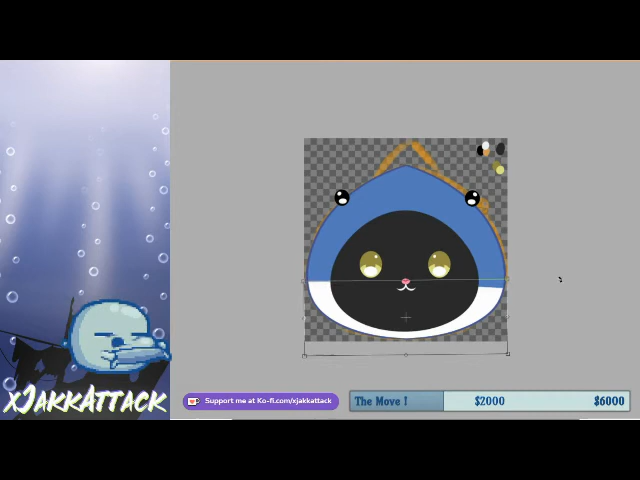 xJakkAttack
Support me at Ko-fi.com/xjakkattack
The Move !
$2000
$6000